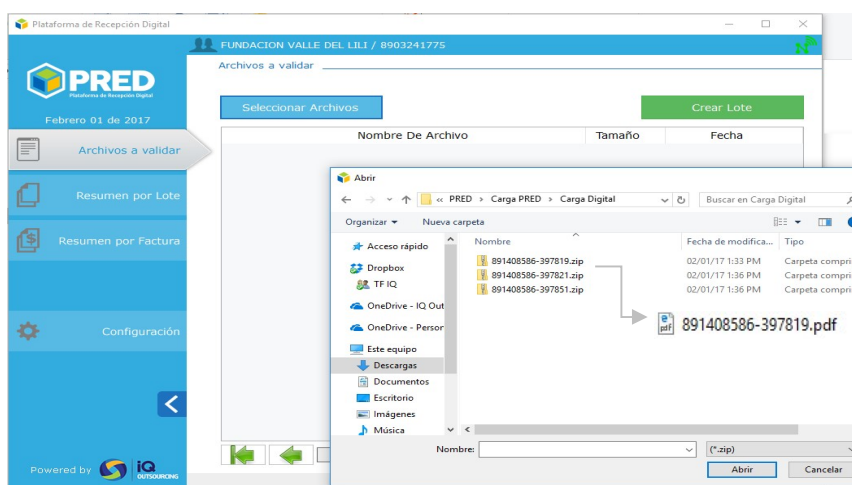 Plataforma de Recepción Digital
FUNDACION VALLE DEL LILI / 8903241775
PRED
Plataforma de Recepción Digital
Febrero 01 de 2017
Archivos a validar
Resumen por Lote
Resumen por Factura
Configuración
Powered by iQ OUTSOURCING
Archivos a validar
Seleccionar Archivos
Crear Lote
Nombre De Archivo Tamaño Fecha
Abrir
« PRED › Carga PRED › Carga Digital
Buscar en Carga Digital
Organizar Nueva carpeta
Acceso rápido
Dropbox
TF IQ
OneDrive - IQ Out
OneDrive - Person
Este equipo
Descargas
Documentos
Escritorio
Imágenes
Música
Nombre Fecha de modifica... Tipo
891408586-397819.zip 02/01/17 1:33 PM Carpeta compri
891408586-397821.zip 02/01/17 1:36 PM Carpeta compri
891408586-397851.zip 02/01/17 1:36 PM Carpeta compri
pdf 891408586-397819.pdf
Nombre: (*.zip)
Abrir Cancelar